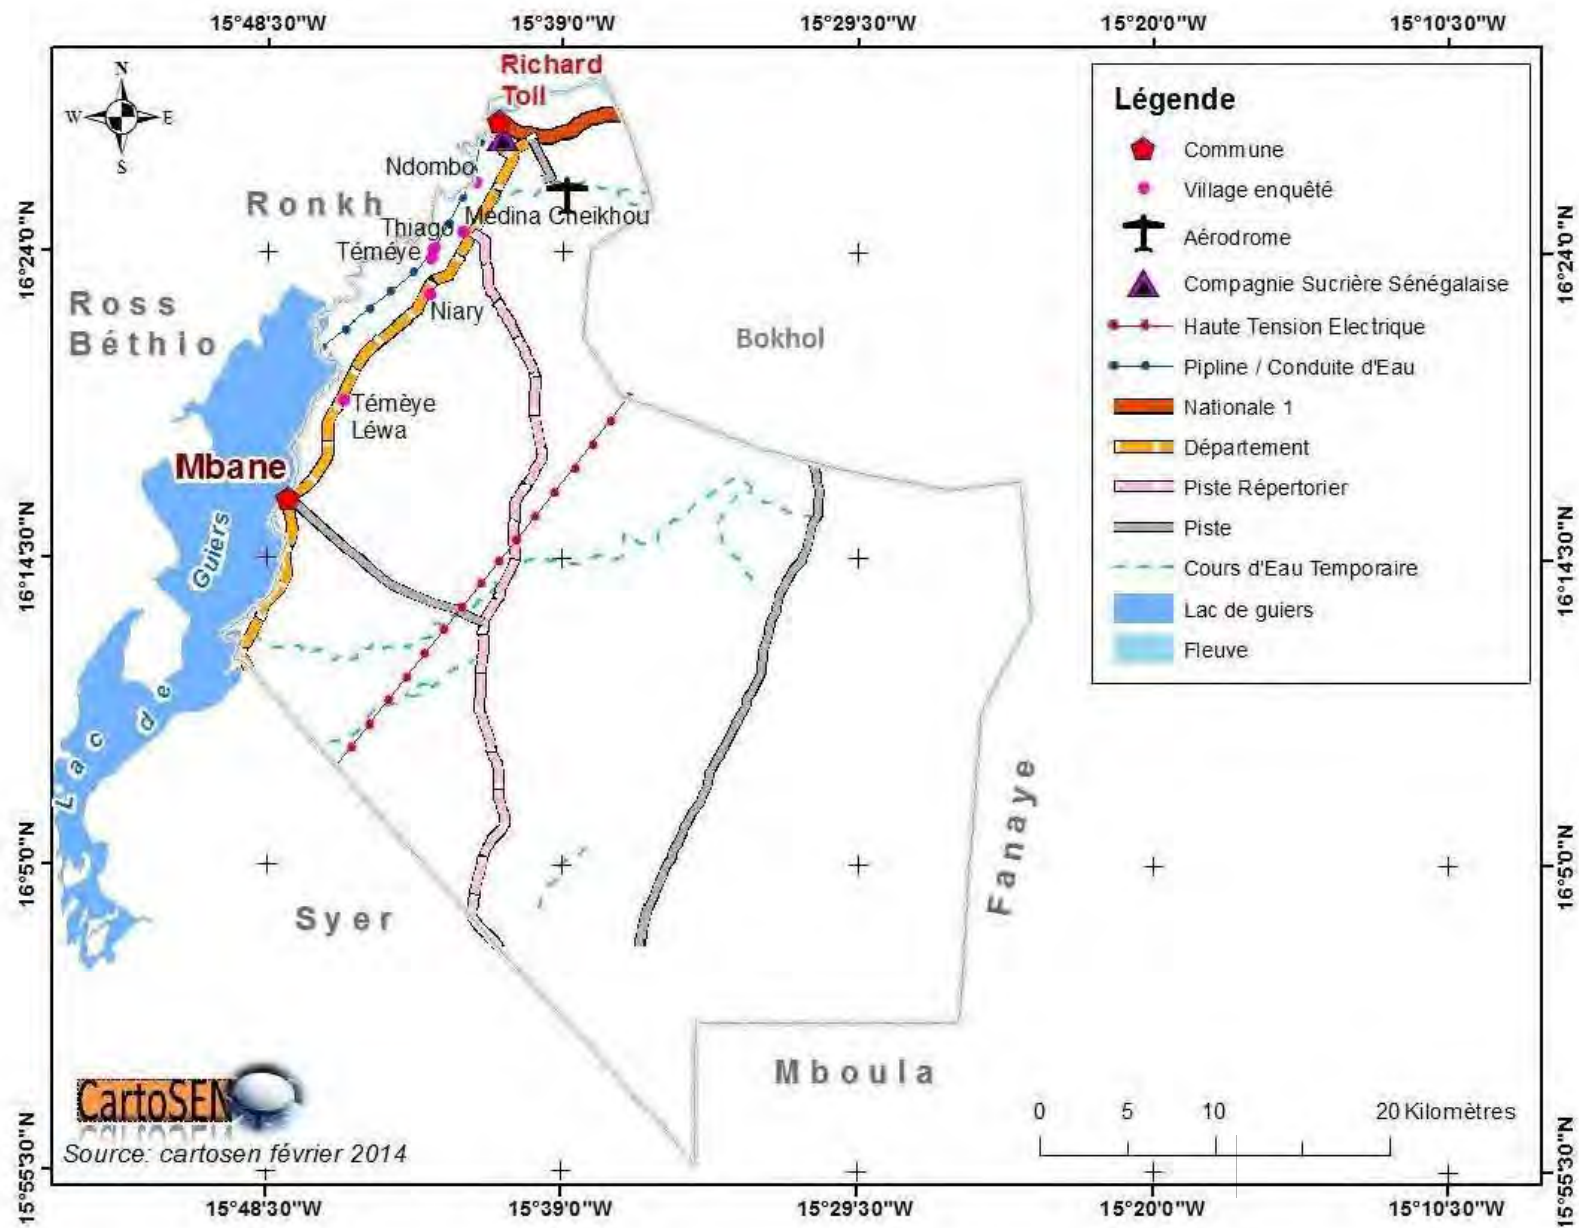 15°48'30"W
15°39'0"W
15°29'30"W
15°20'0"W
15°10'30"W
N
W
E
S
Richard
Toll
Ndombo
Ronkh
Médina Cheikhou
Thiago
Téméye
Niary
Ross
Béthio
Bokhol
Témèye
Léwa
Mbane
Lac de Guiers
Syer
Fanaye
Mboula
Légende
Commune
Village enquêté
Aérodrome
Compagnie Sucrière Sénégalaise
Haute Tension Electrique
Pipline / Conduite d'Eau
Nationale 1
Département
Piste Répertorier
Piste
Cours d'Eau Temporaire
Lac de guiers
Fleuve
16°24'0"N
16°24'0"N
16°14'30"N
16°14'30"N
16°5'0"N
16°5'0"N
15°55'30"N
15°55'30"N
0 5 10 20 Kilomètres
CartoSEN
Source: cartosen février 2014
15°48'30"W
15°39'0"W
15°29'30"W
15°20'0"W
15°10'30"W